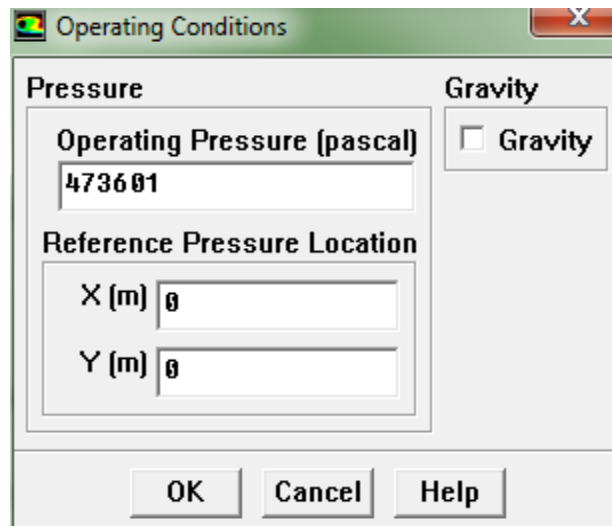 Operating Conditions
X
Pressure
Gravity
Operating Pressure (pascal)
Gravity
473601
Reference Pressure Location
X (m) 0
Y (m) 0
OK Cancel Help